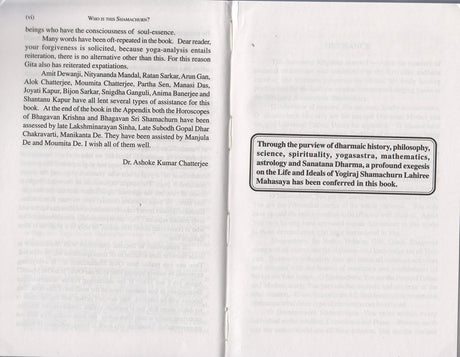 (vi) WHO IS THIS SHAMACHURN?
beings who have the consciousness of soul-essence.
Many words have been oft-repeated in the book. Dear reader,
your forgiveness is solicited, because yoga-analysis entails
reiteration, there is no alternative other than this. For this reason
Gita also has reiterated expatiations.
Amit Dewanji, Nityananda Mandal, Ratan Sarkar, Arun Gan,
Alok Chatterjee, Moumita Chatterjee, Partha Sen, Manasi Das,
Joyati Kapur, Bijon Sarkar, Snigdha Ganguli, Anima Banerjee and
Shantanu Kapur have all lent several types of assistance for this
book. At the end of the book in the Appendix both the Horoscopes
of Bhagavan Krishna and Bhagavan Sri Shamachurn have been
assessed by late Lakshminarayan Sinha, Late Subodh Gopal Dhar
Chakravarti, Manikanta De. They have been assisted by Manjula
De and Moumita De. I wish all of them well.
Dr. Ashoke Kumar Chatterjee
Through the purview of dharmaic history, philosophy,
science, spirituality, yogasastra, mathematics,
astrology and Sanatana Dharma, a profound exegesis
on the Life and Ideals of Yogiraj Shamachurn Lahiree
Mahasaya has been conferred in this book.